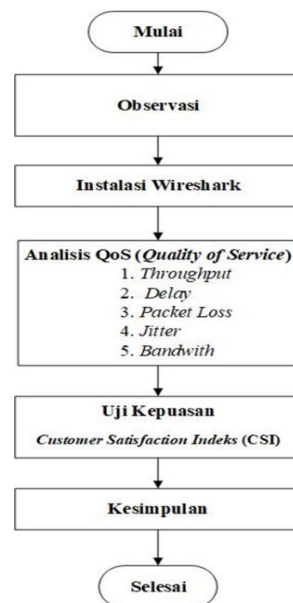 Mulai
Observasi
Instalasi Wireshark
Analisis QoS (Quality of Service)
1. Throughput
2. Delay
3. Packet Loss
4. Jitter
5. Bandwith
Uji Kepuasan
Customer Satisfaction Indeks (CSI)
Kesimpulan
Selesai